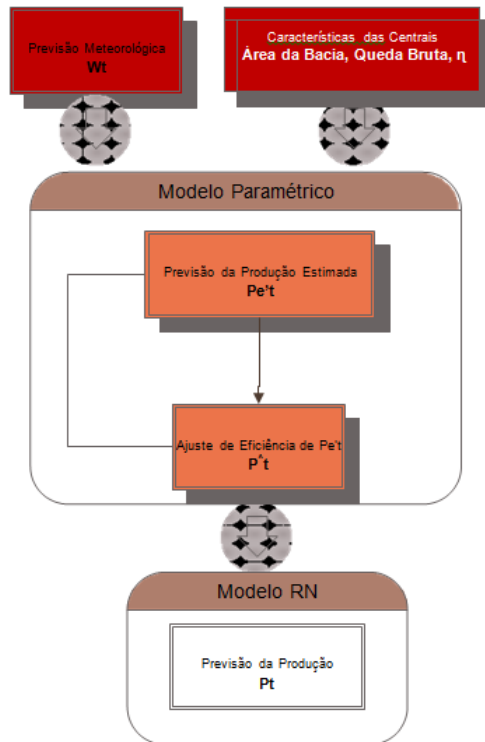 Previsão Meteorológica
Wt
Características das Centrais
Área da Bacia, Queda Bruta, η
Modelo Paramétrico
Previsão da Produção Estimada
Pe't
Ajuste de Eficiência de Pe't
P^t
Modelo RN
Previsão da Produção
Pt